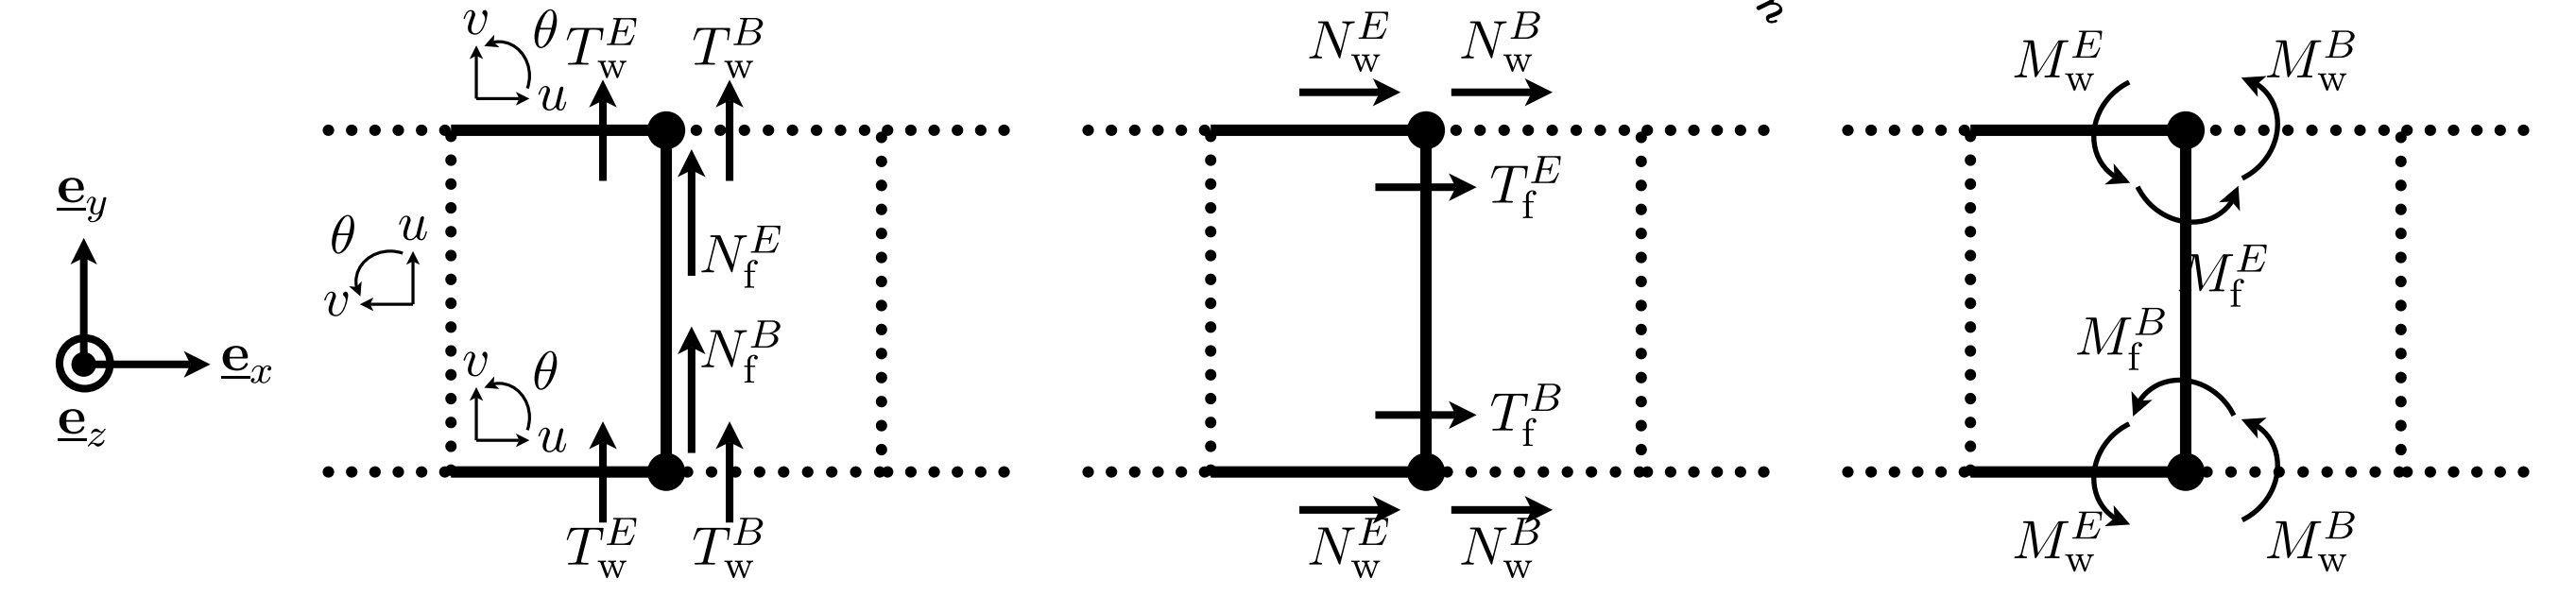 v θ T_w^E T_w^B
u
N_w^E N_w^B
M_w^E M_w^B
T_f^E
e_y
θ u
v
N_f^E
M_f^E
N_f^B
M_f^B
e_x
v θ
u
T_f^B
e_z
T_w^E T_w^B
N_w^E N_w^B
M_w^E M_w^B